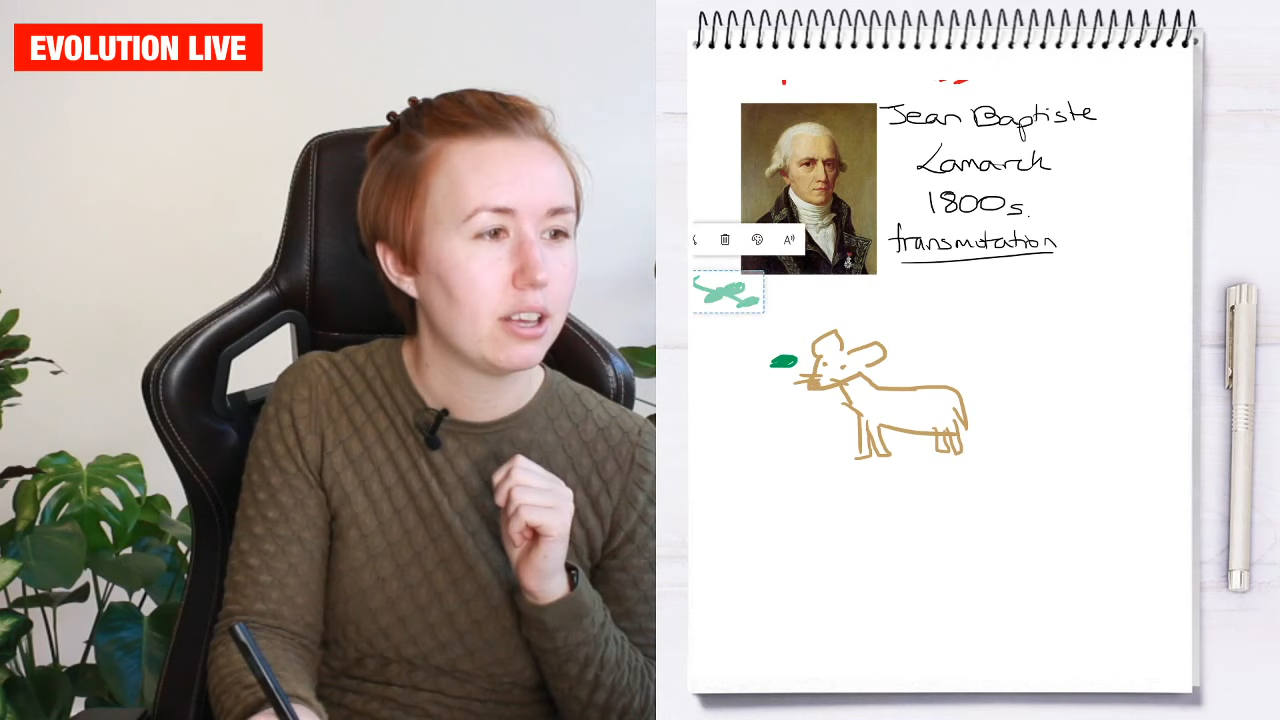 EVOLUTION LIVE
Jean Baptiste
Lamarck
1800s.
transmutation